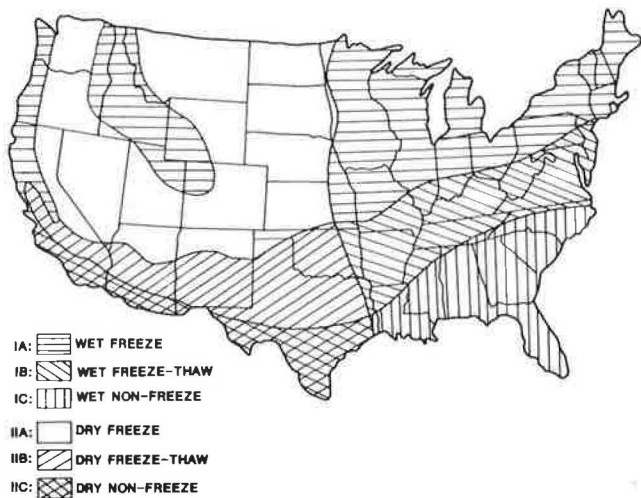 IA: WET FREEZE
IB: WET FREEZE-THAW
IC: WET NON-FREEZE
IIA: DRY FREEZE
IIB: DRY FREEZE-THAW
IIC: DRY NON-FREEZE